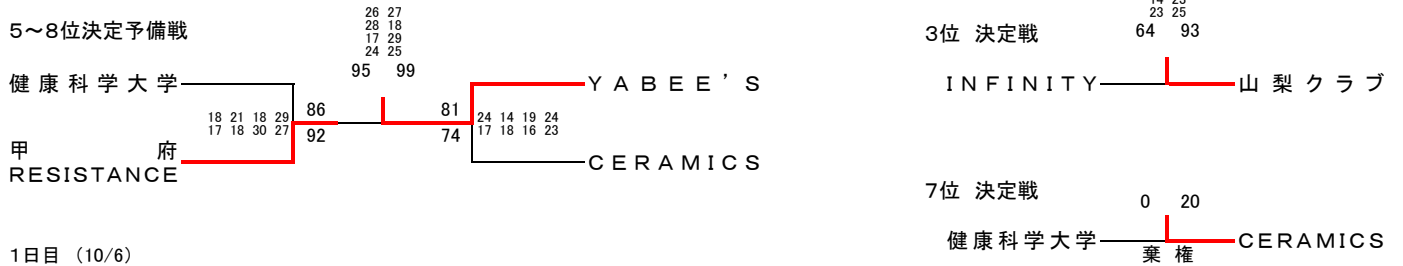 5～8位決定予備戦
26 27
28 18
17 29
24 25
95 99
健康科学大学
YABEE'S
18 21 18 29
17 18 30 27
86
92
81
74
24 14 19 24
17 18 16 23
甲府
RESISTANCE
CERAMICS
1日目 (10/6)
3位 決定戦
23 25
64 93
INFINITY
山梨クラブ
7位 決定戦
0 20
健康科学大学
CERAMICS
棄権